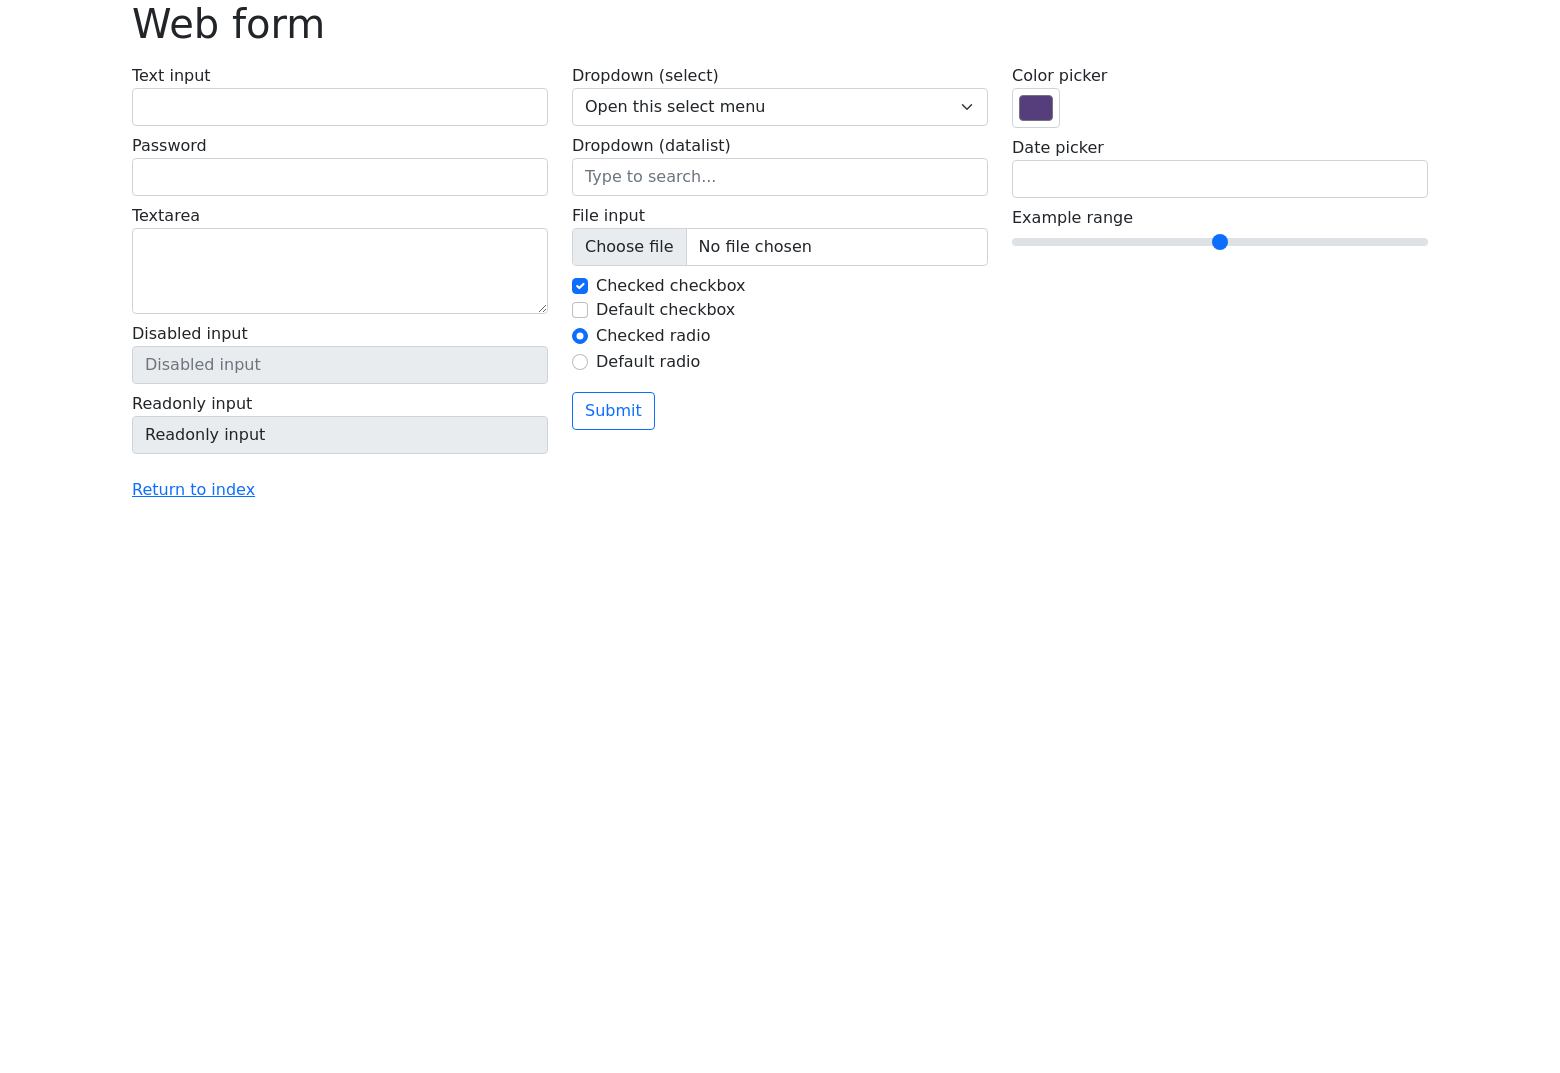 Web form
Text input
Password
Textarea
Disabled input
Disabled input
Readonly input
Readonly input
Return to index
Dropdown (select)
Open this select menu
Dropdown (datalist)
Type to search...
File input
Choose file No file chosen
Checked checkbox
Default checkbox
Checked radio
Default radio
Submit
Color picker
Date picker
Example range